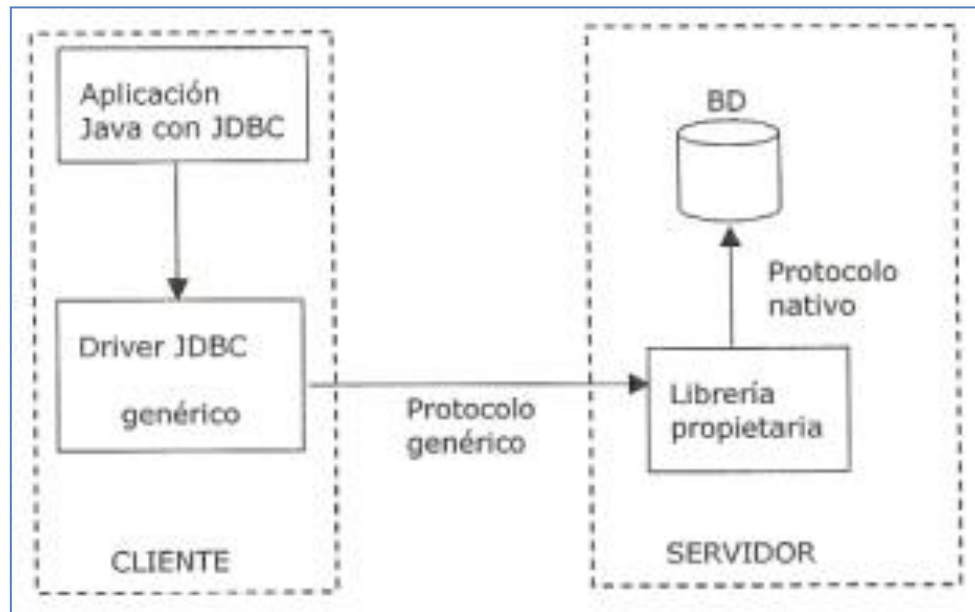 Aplicación
Java con JDBC
Driver JDBC
genérico
CLIENTE
Protocolo
genérico
BD
Protocolo
nativo
Librería
propietaria
SERVIDOR